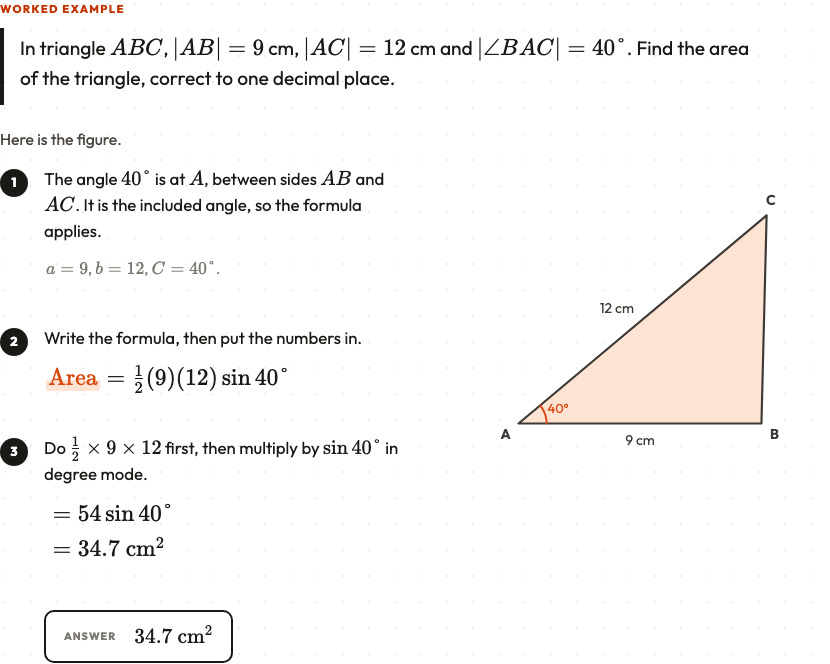 WORKED EXAMPLE
In triangle ABC, |AB| = 9 cm, |AC| = 12 cm and |∠BAC| = 40°. Find the area
of the triangle, correct to one decimal place.
Here is the figure.
1 The angle 40° is at A, between sides AB and
AC. It is the included angle, so the formula
applies.
a = 9, b = 12, C = 40°.
2 Write the formula, then put the numbers in.
Area = ½(9)(12) sin 40°
3 Do ½ × 9 × 12 first, then multiply by sin 40° in
degree mode.
= 54 sin 40°
= 34.7 cm²
ANSWER 34.7 cm²
C
12 cm
40°
A
B
9 cm